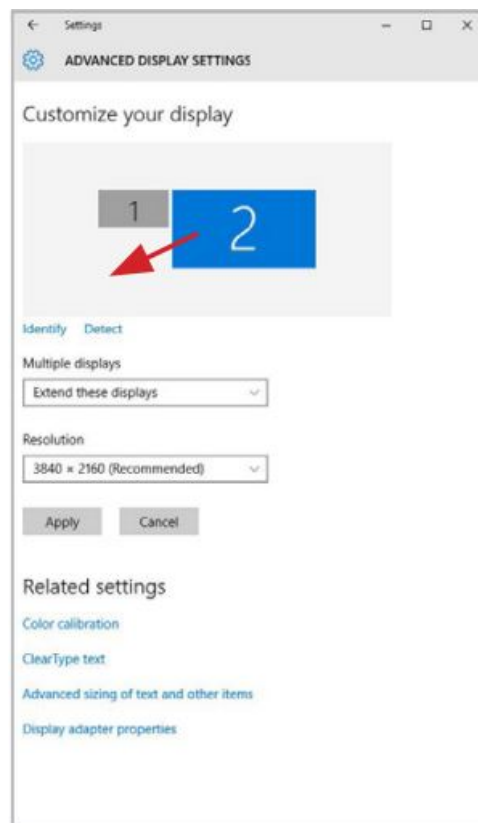 Settings
ADVANCED DISPLAY SETTINGS
Customize your display
1
2
Identify Detect
Multiple displays
Extend these displays
Resolution
3840 × 2160 (Recommended)
Apply Cancel
Related settings
Color calibration
ClearType text
Advanced sizing of text and other items
Display adapter properties